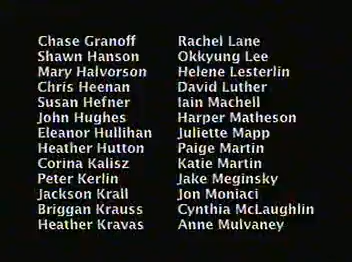 Chase Granoff
Shawn Hanson
Mary Halvorson
Chris Heenan
Susan Hefner
John Hughes
Eleanor Hullihan
Heather Hutton
Corina Kalisz
Peter Kerlin
Jackson Krall
Briggan Krauss
Heather Kravas
Rachel Lane
Okkyung Lee
Helene Lesterlin
David Luther
Iain Machell
Harper Matheson
Juliette Mapp
Paige Martin
Katie Martin
Jake Meginsky
Jon Moniaci
Cynthia McLaughlin
Anne Mulvaney